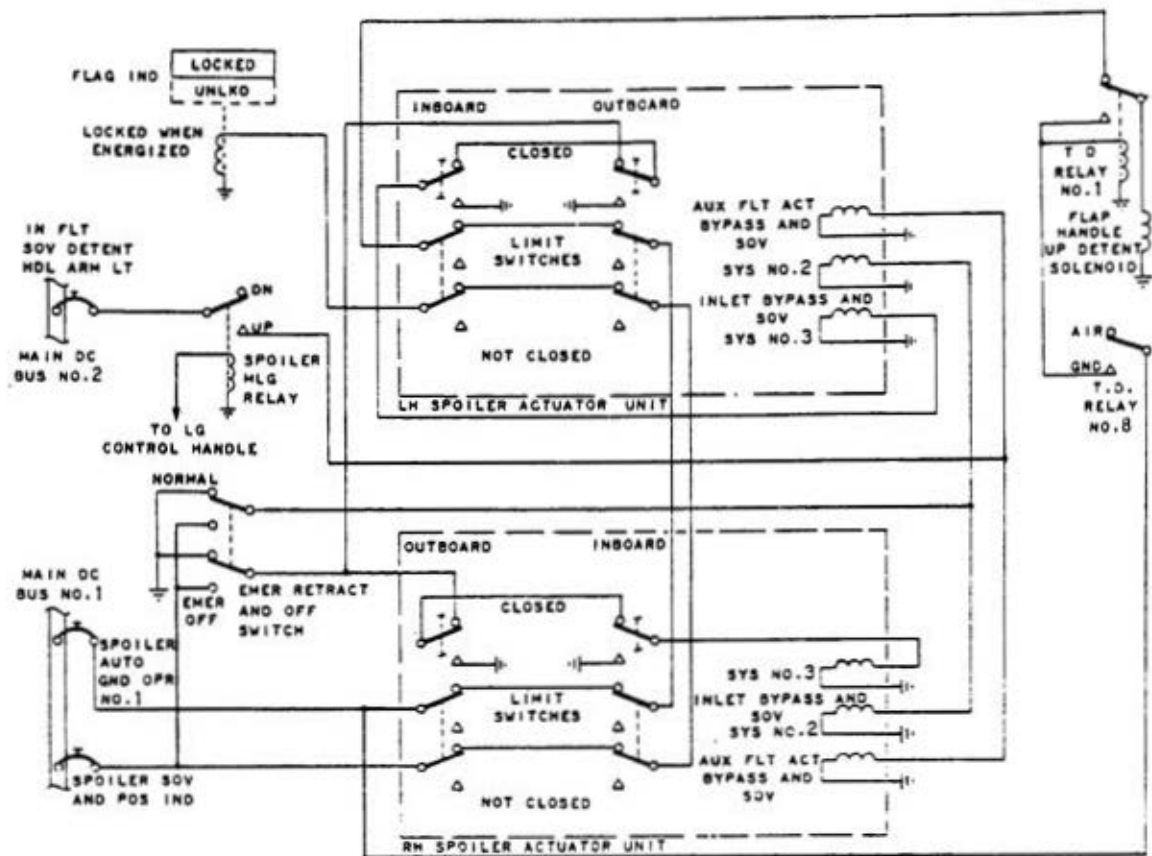 FLAG IND
LOCKED
UNLKD
LOCKED WHEN
ENERGIZED
IN FLT
SOV DETENT
HDL ARM LT
MAIN DC
BUS NO.2
DN
UP
SPOILER
MLG
RELAY
TO LG
CONTROL HANDLE
INBOARD
OUTBOARD
CLOSED
LIMIT
SWITCHES
NOT CLOSED
LH SPOILER ACTUATOR UNIT
AUX FLT ACT
BYPASS AND
SOV
SYS NO.2
INLET BYPASS AND
SOV
SYS NO.3
T D
RELAY
NO.1
FLAP
HANDLE
UP DETENT
SOLENOID
AIR
GND
T.D.
RELAY
NO.8
NORMAL
EMER
OFF
EMER RETRACT
AND OFF
SWITCH
MAIN DC
BUS NO.1
SPOILER
AUTO
GND OPR
NO.1
SPOILER SOV
AND POS IND
OUTBOARD
INBOARD
CLOSED
LIMIT
SWITCHES
NOT CLOSED
SYS NO.3
INLET BYPASS AND
SOV
SYS NO.2
AUX FLT ACT
BYPASS AND
SOV
RH SPOILER ACTUATOR UNIT